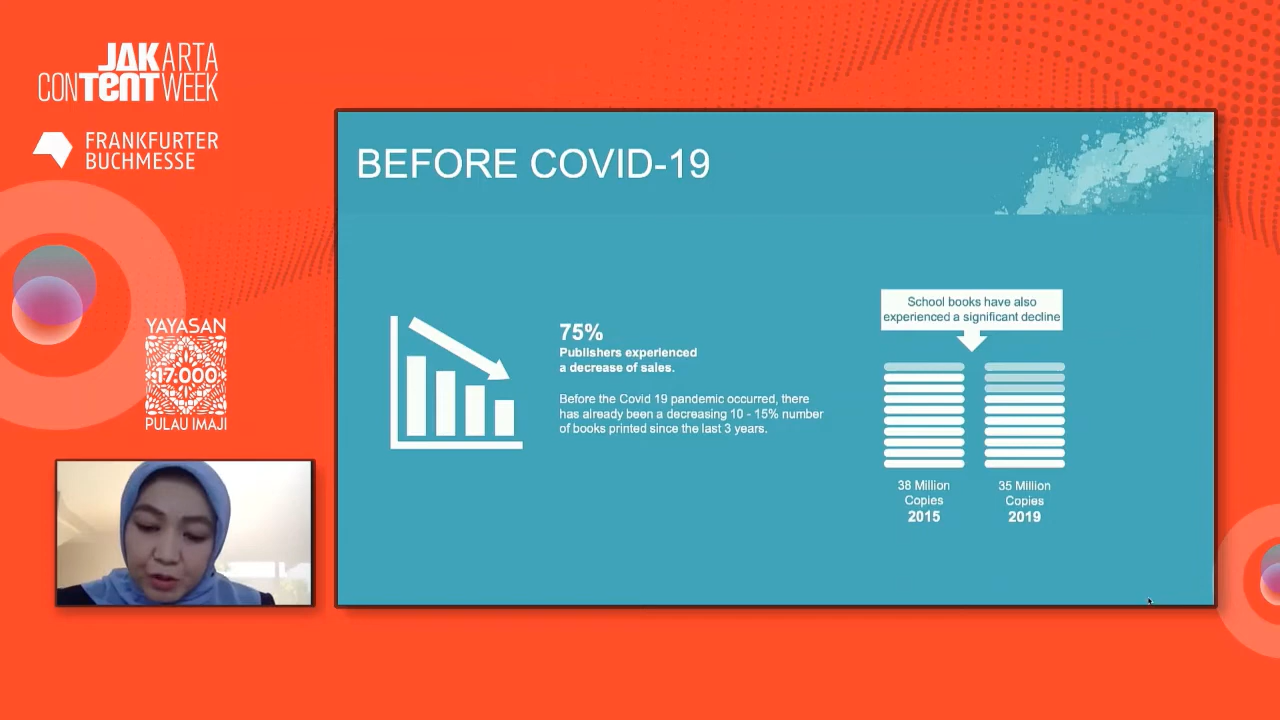 JAKARTA
CONTENT WEEK
FRANKFURTER
BUCHMESSE
YAYASAN
17.000
PULAU IMAJI
BEFORE COVID-19
75%
Publishers experienced
a decrease of sales.
Before the Covid 19 pandemic occurred, there
has already been a decreasing 10 - 15% number
of books printed since the last 3 years.
School books have also
experienced a significant decline
38 Million
Copies
2015
35 Million
Copies
2019